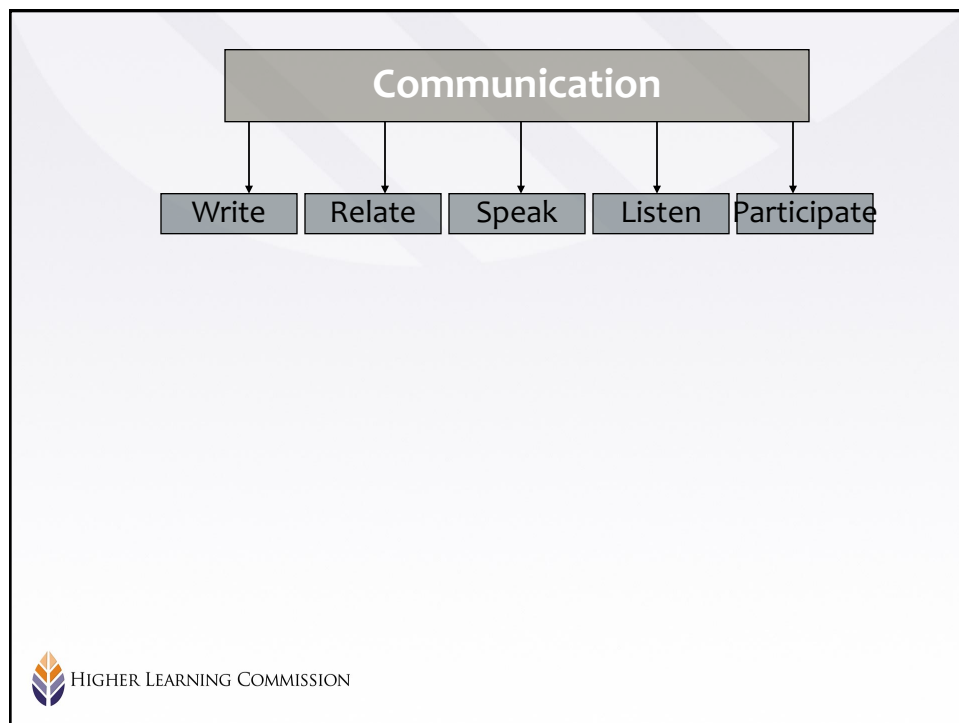 Communication
Write Relate Speak Listen Participate
HIGHER LEARNING COMMISSION